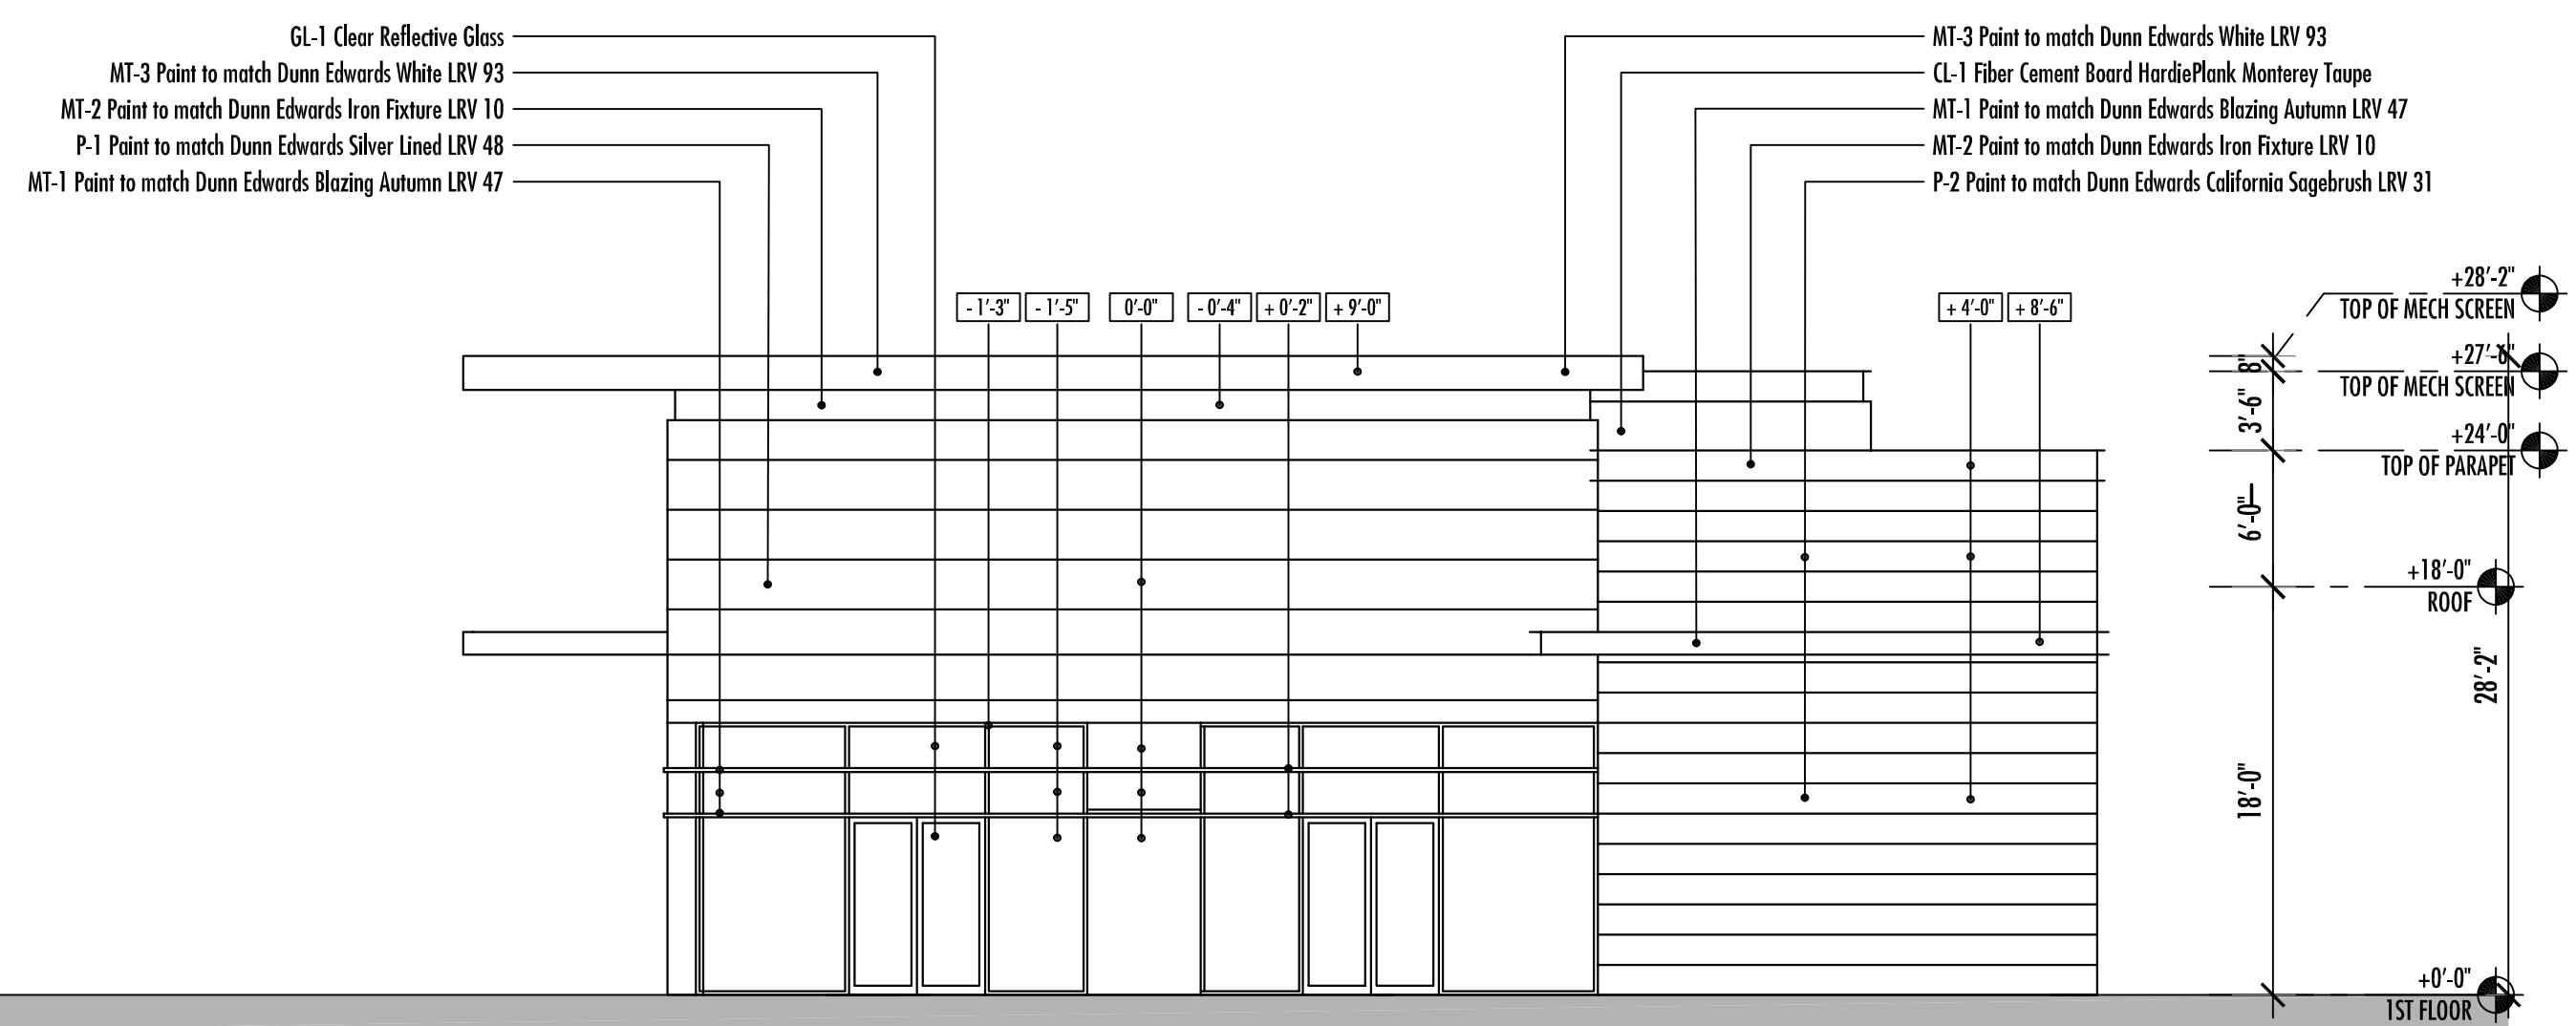 GL-1 Clear Reflective Glass
MT-3 Paint to match Dunn Edwards White LRV 93
MT-2 Paint to match Dunn Edwards Iron Fixture LRV 10
P-1 Paint to match Dunn Edwards Silver Lined LRV 48
MT-1 Paint to match Dunn Edwards Blazing Autumn LRV 47
MT-3 Paint to match Dunn Edwards White LRV 93
CL-1 Fiber Cement Board HardiePlank Monterey Taupe
MT-1 Paint to match Dunn Edwards Blazing Autumn LRV 47
MT-2 Paint to match Dunn Edwards Iron Fixture LRV 10
P-2 Paint to match Dunn Edwards California Sagebrush LRV 31
- 1'-3" - 1'-5" 0'-0" - 0'-4" + 0'-2" + 9'-0" + 4'-0" + 8'-6"
+28'-2"
TOP OF MECH SCREEN
+27'-6"
TOP OF MECH SCREEN
8"
3'-6"
+24'-0"
TOP OF PARAPET
6'-0"
+18'-0"
ROOF
28'-2"
18'-0"
+0'-0"
1ST FLOOR